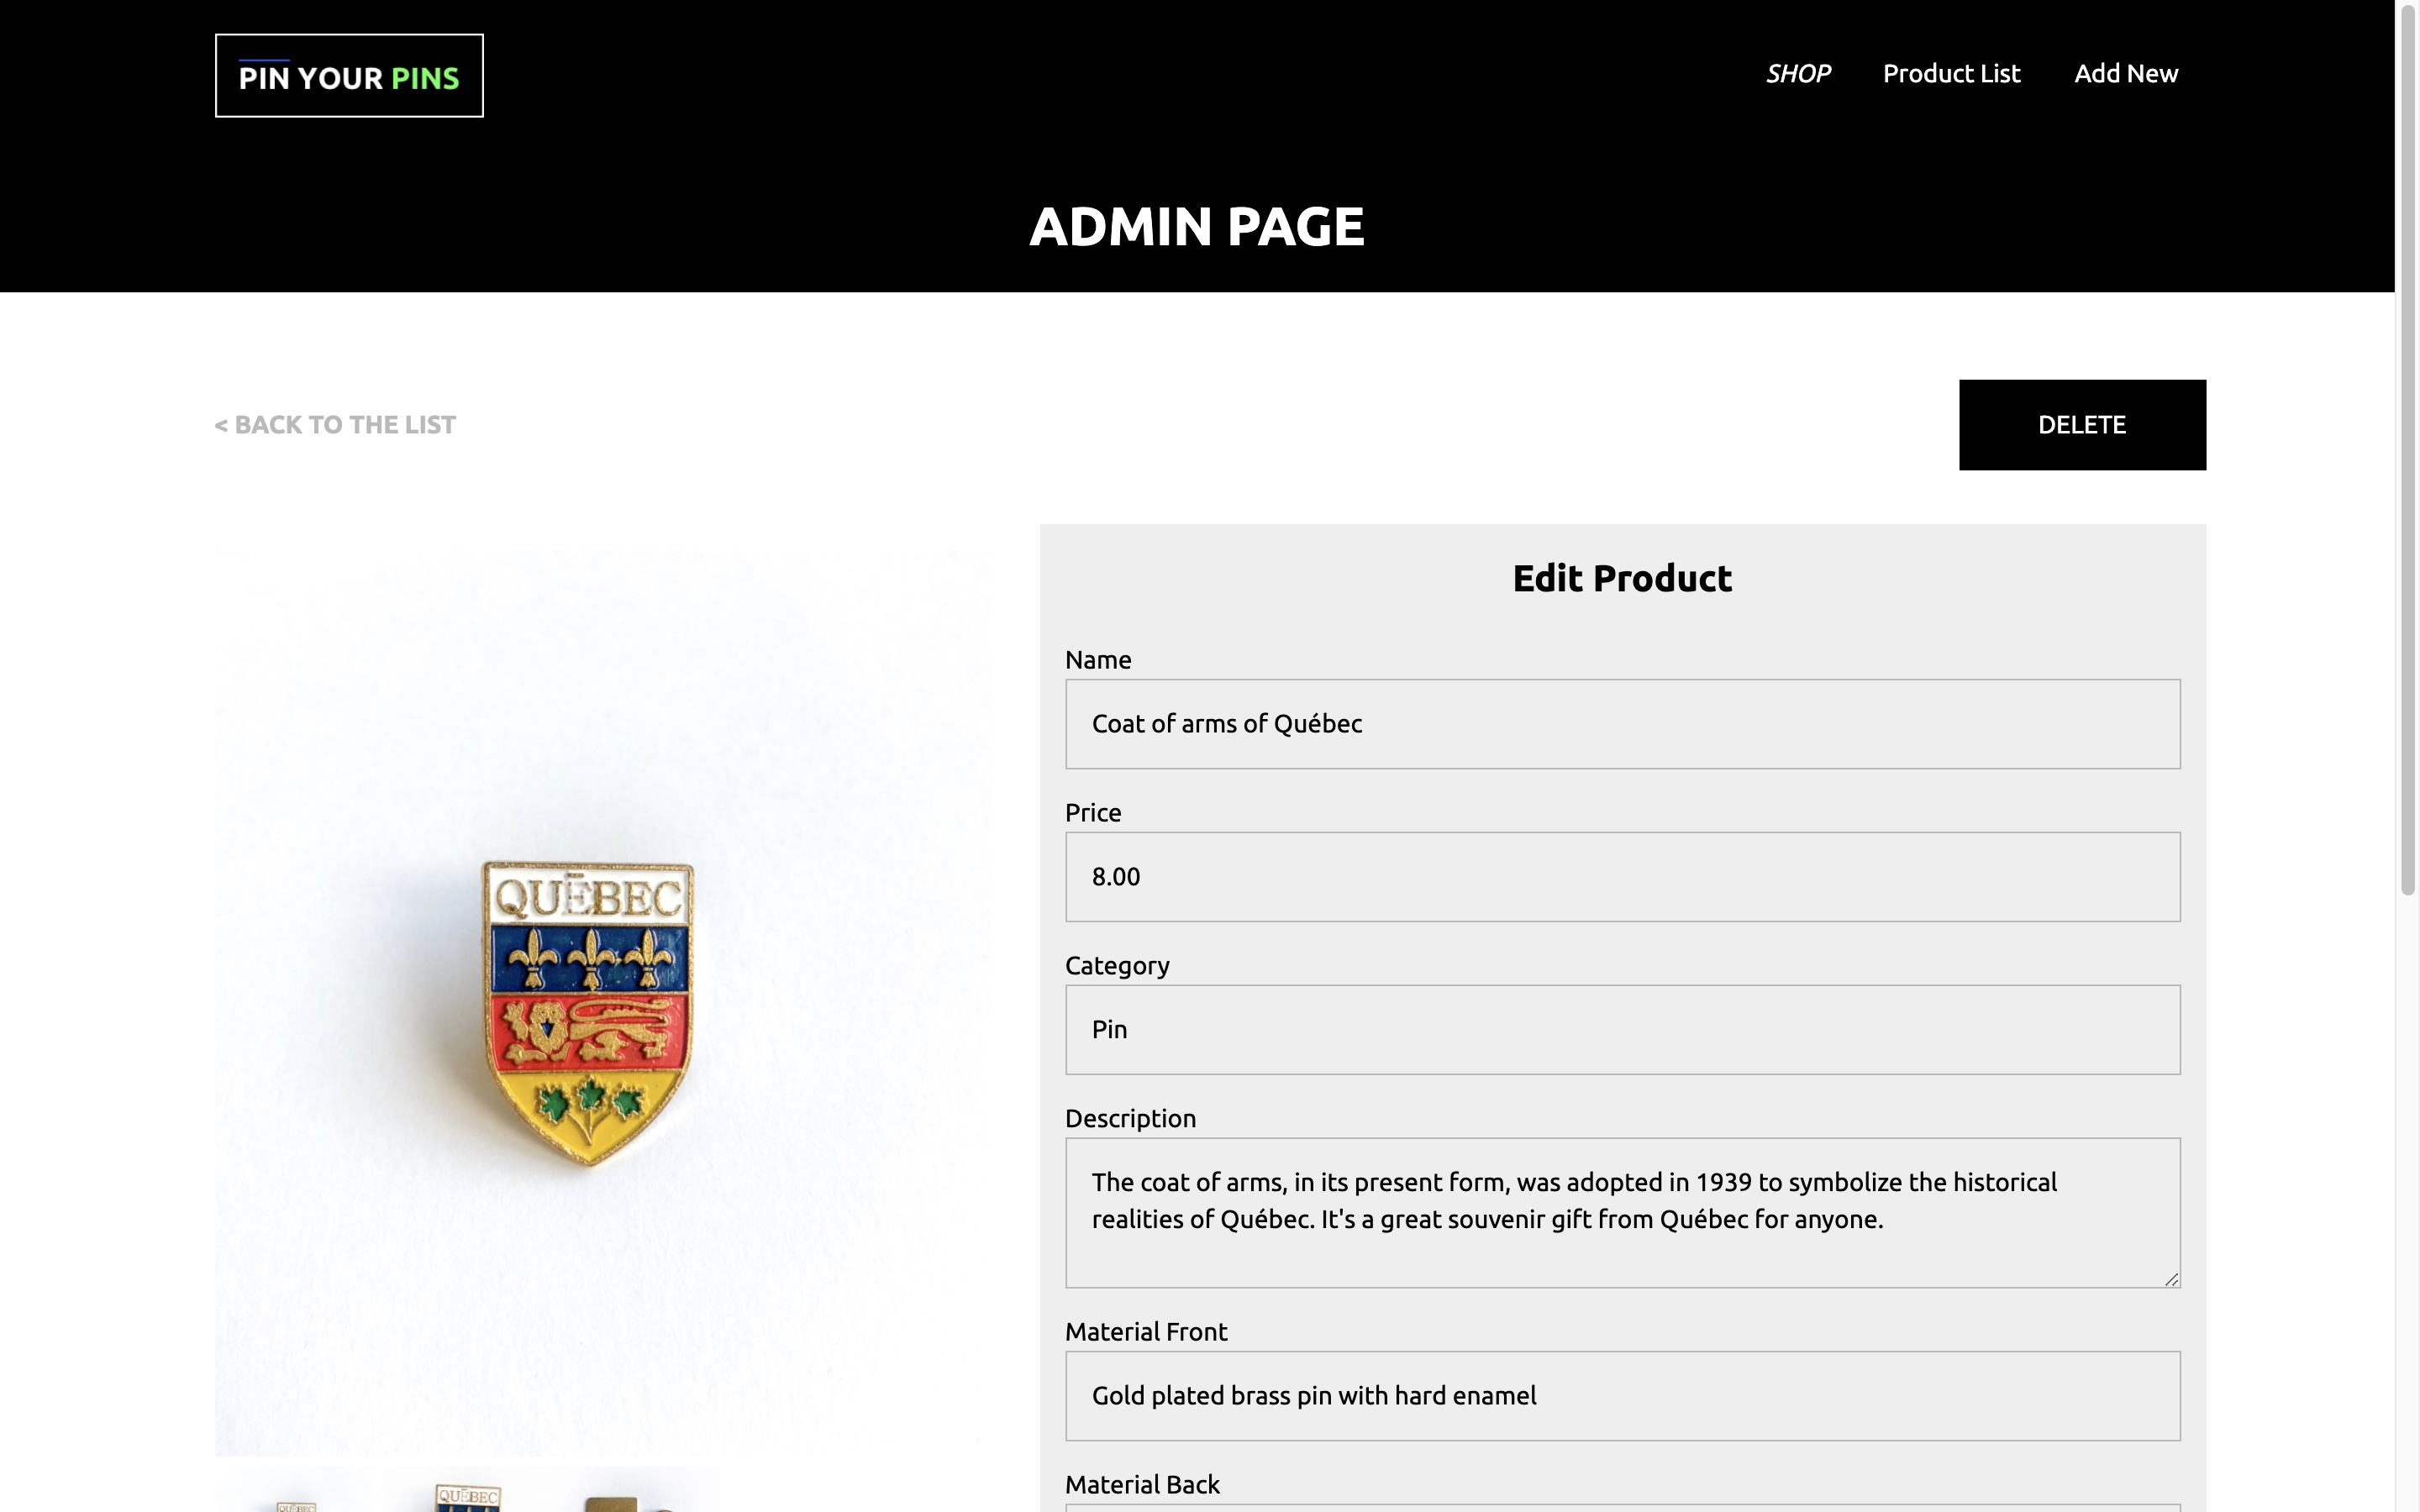 PIN YOUR PINS
SHOP Product List Add New
ADMIN PAGE
< BACK TO THE LIST
DELETE
QUÉBEC
Edit Product
Name
Coat of arms of Québec
Price
8.00
Category
Pin
Description
The coat of arms, in its present form, was adopted in 1939 to symbolize the historical
realities of Québec. It's a great souvenir gift from Québec for anyone.
Material Front
Gold plated brass pin with hard enamel
Material Back
QUÉBEC
QUÉBEC